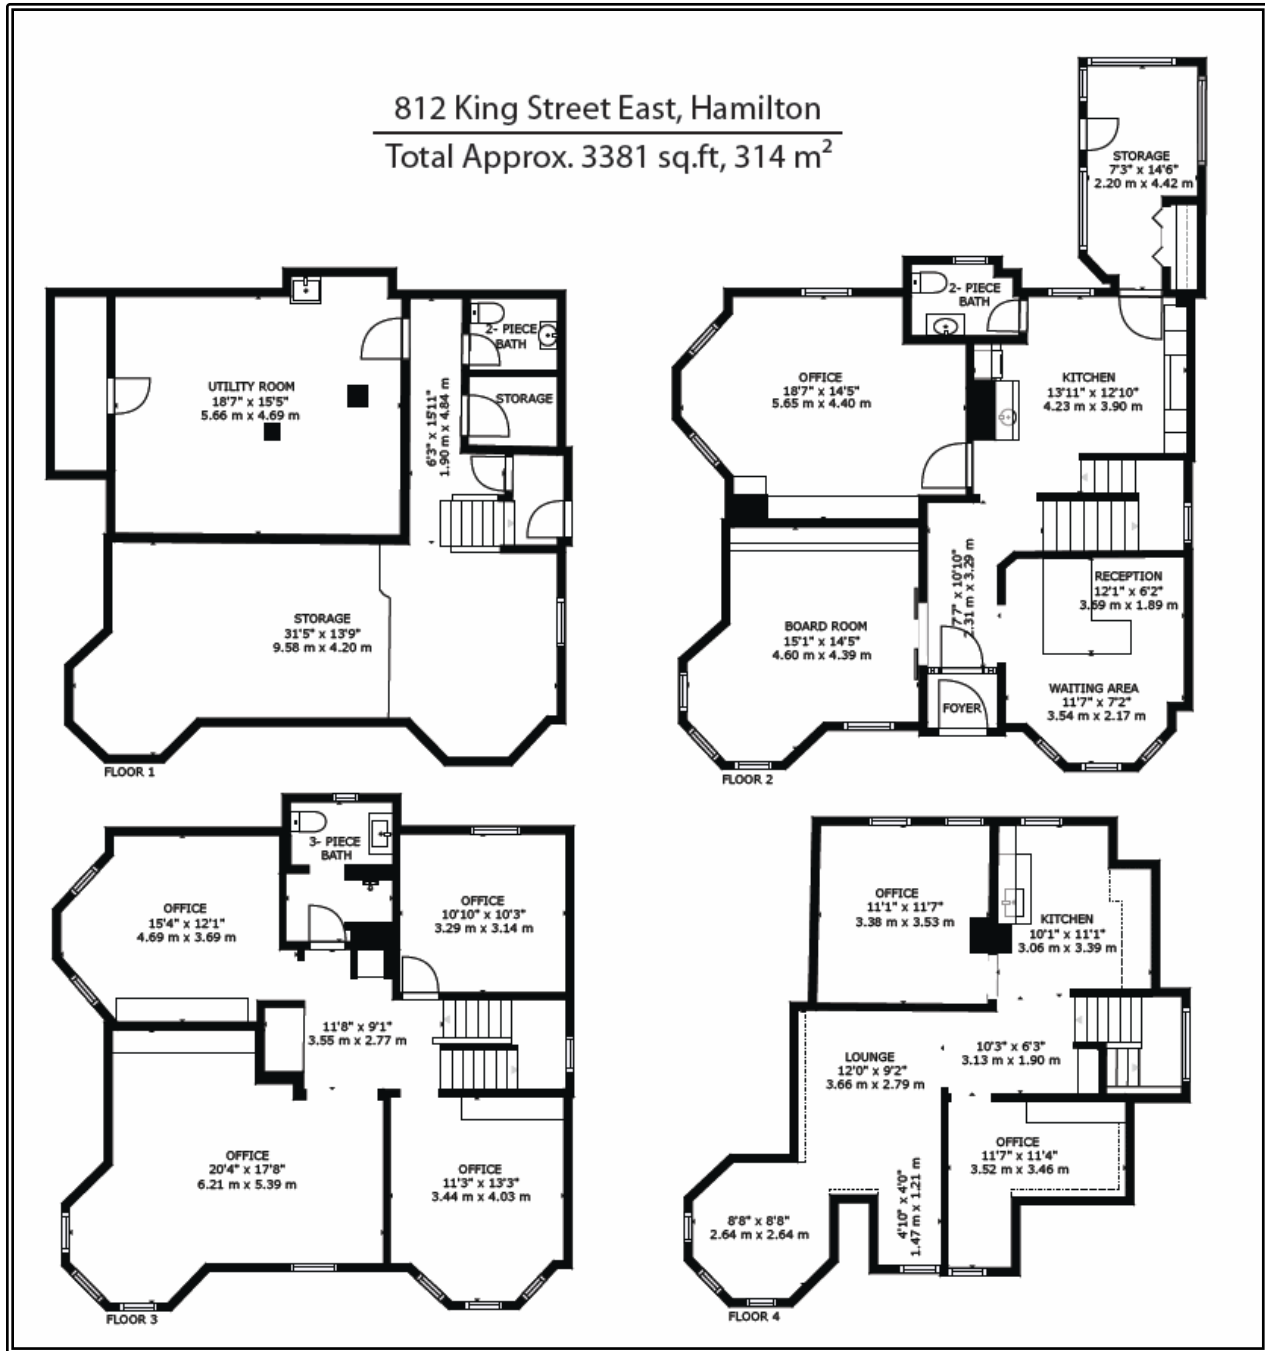 812 King Street East, Hamilton
Total Approx. 3381 sq.ft, 314 m²
STORAGE
7'3" x 14'6"
2.20 m x 4.42 m
UTILITY ROOM
18'7" x 15'5"
5.66 m x 4.69 m
6'3" x 15'11"
1.90 m x 4.84 m
2- PIECE
BATH
STORAGE
STORAGE
31'5" x 13'9"
9.58 m x 4.20 m
FLOOR 1
OFFICE
18'7" x 14'5"
5.65 m x 4.40 m
2- PIECE
BATH
KITCHEN
13'11" x 12'10"
4.23 m x 3.90 m
BOARD ROOM
15'1" x 14'5"
4.60 m x 4.39 m
7'7" x 10'10"
2.31 m x 3.29 m
RECEPTION
12'1" x 6'2"
3.69 m x 1.89 m
WAITING AREA
11'7" x 7'2"
3.54 m x 2.17 m
FOYER
FLOOR 2
3- PIECE
BATH
OFFICE
15'4" x 12'1"
4.69 m x 3.69 m
OFFICE
10'10" x 10'3"
3.29 m x 3.14 m
11'8" x 9'1"
3.55 m x 2.77 m
OFFICE
20'4" x 17'8"
6.21 m x 5.39 m
OFFICE
11'3" x 13'3"
3.44 m x 4.03 m
FLOOR 3
OFFICE
11'1" x 11'7"
3.38 m x 3.53 m
KITCHEN
10'1" x 11'1"
3.06 m x 3.39 m
LOUNGE
12'0" x 9'2"
3.66 m x 2.79 m
10'3" x 6'3"
3.13 m x 1.90 m
OFFICE
11'7" x 11'4"
3.52 m x 3.46 m
4'10" x 4'0"
1.47 m x 1.21 m
8'8" x 8'8"
2.64 m x 2.64 m
FLOOR 4